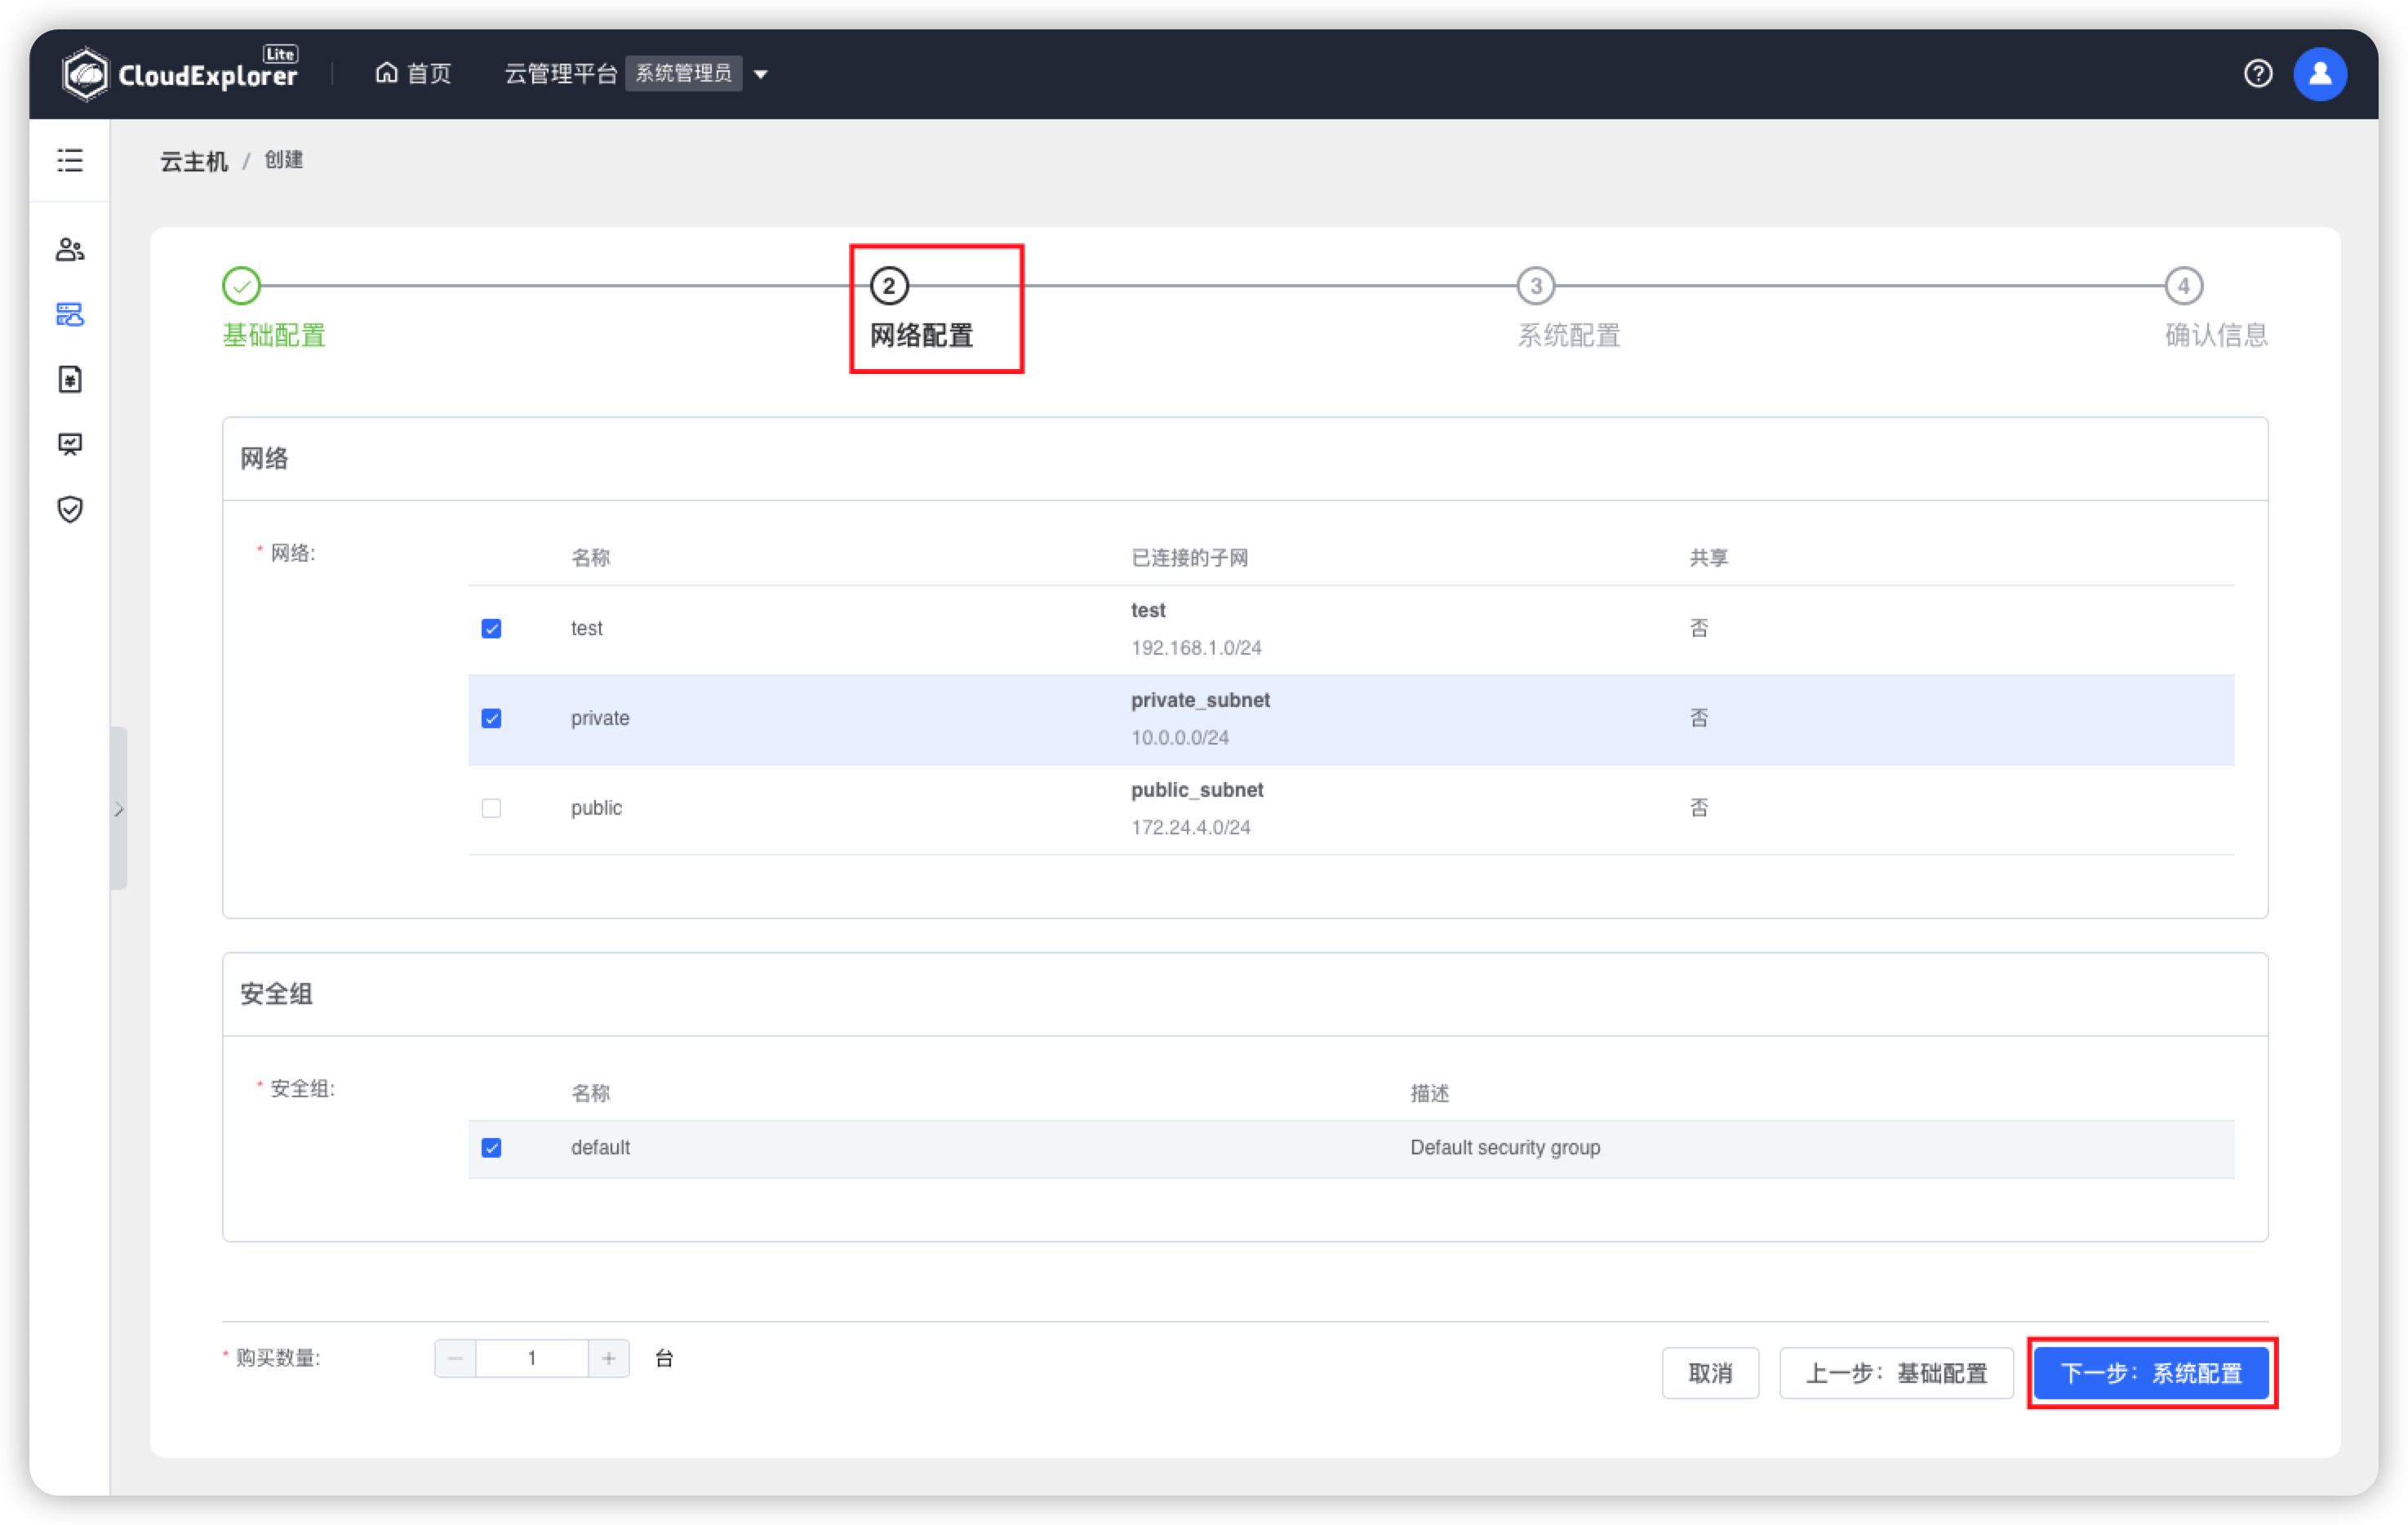 CloudExplorer Lite
首页
云管理平台 系统管理员
云主机 / 创建
基础配置
2
网络配置
3
系统配置
4
确认信息
网络
* 网络:
名称 已连接的子网 共享
test test 192.168.1.0/24 否
private private_subnet 10.0.0.0/24 否
public public_subnet 172.24.4.0/24 否
安全组
* 安全组:
名称 描述
default Default security group
* 购买数量: 1 台
取消
上一步：基础配置
下一步：系统配置